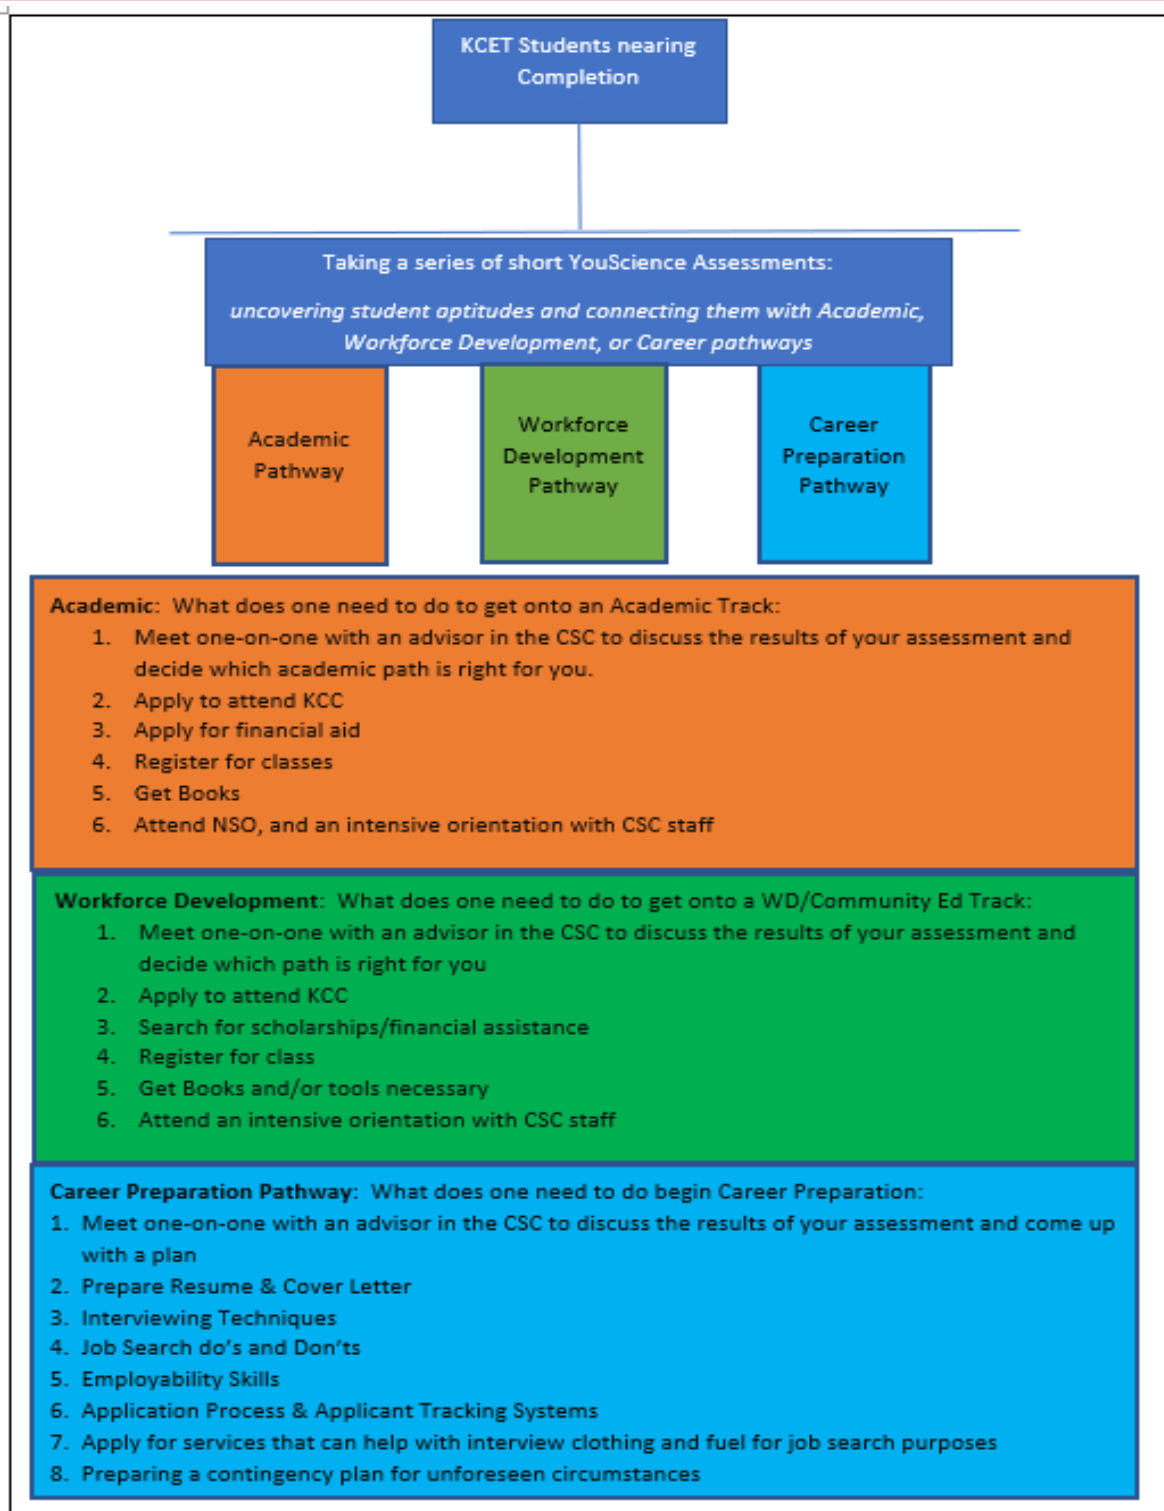 KCET Students nearing
Completion
Taking a series of short YouScience Assessments:
uncovering student aptitudes and connecting them with Academic,
Workforce Development, or Career pathways
Academic
Pathway
Workforce
Development
Pathway
Career
Preparation
Pathway
Academic: What does one need to do to get onto an Academic Track:
1. Meet one-on-one with an advisor in the CSC to discuss the results of your assessment and
decide which academic path is right for you.
2. Apply to attend KCC
3. Apply for financial aid
4. Register for classes
5. Get Books
6. Attend NSO, and an intensive orientation with CSC staff
Workforce Development: What does one need to do to get onto a WD/Community Ed Track:
1. Meet one-on-one with an advisor in the CSC to discuss the results of your assessment and
decide which path is right for you
2. Apply to attend KCC
3. Search for scholarships/financial assistance
4. Register for class
5. Get Books and/or tools necessary
6. Attend an intensive orientation with CSC staff
Career Preparation Pathway: What does one need to do begin Career Preparation:
1. Meet one-on-one with an advisor in the CSC to discuss the results of your assessment and come up
with a plan
2. Prepare Resume & Cover Letter
3. Interviewing Techniques
4. Job Search do's and Don'ts
5. Employability Skills
6. Application Process & Applicant Tracking Systems
7. Apply for services that can help with interview clothing and fuel for job search purposes
8. Preparing a contingency plan for unforeseen circumstances